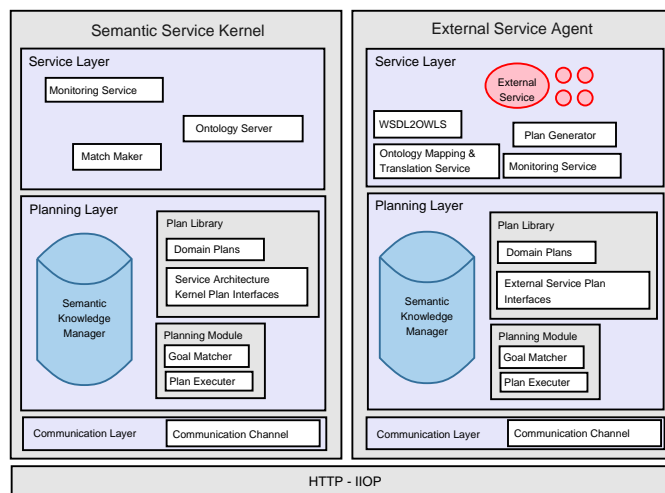 Semantic Service Kernel
Service Layer
Monitoring Service
Ontology Server
Match Maker
Planning Layer
Plan Library
Domain Plans
Service Architecture
Kernel Plan Interfaces
Semantic
Knowledge
Manager
Planning Module
Goal Matcher
Plan Executer
Communication Layer
Communication Channel
External Service Agent
Service Layer
External
Service
WSDL2OWLS
Plan Generator
Ontology Mapping &
Translation Service
Monitoring Service
Planning Layer
Plan Library
Domain Plans
External Service Plan
Interfaces
Semantic
Knowledge
Manager
Planning Module
Goal Matcher
Plan Executer
Communication Layer
Communication Channel
HTTP - IIOP